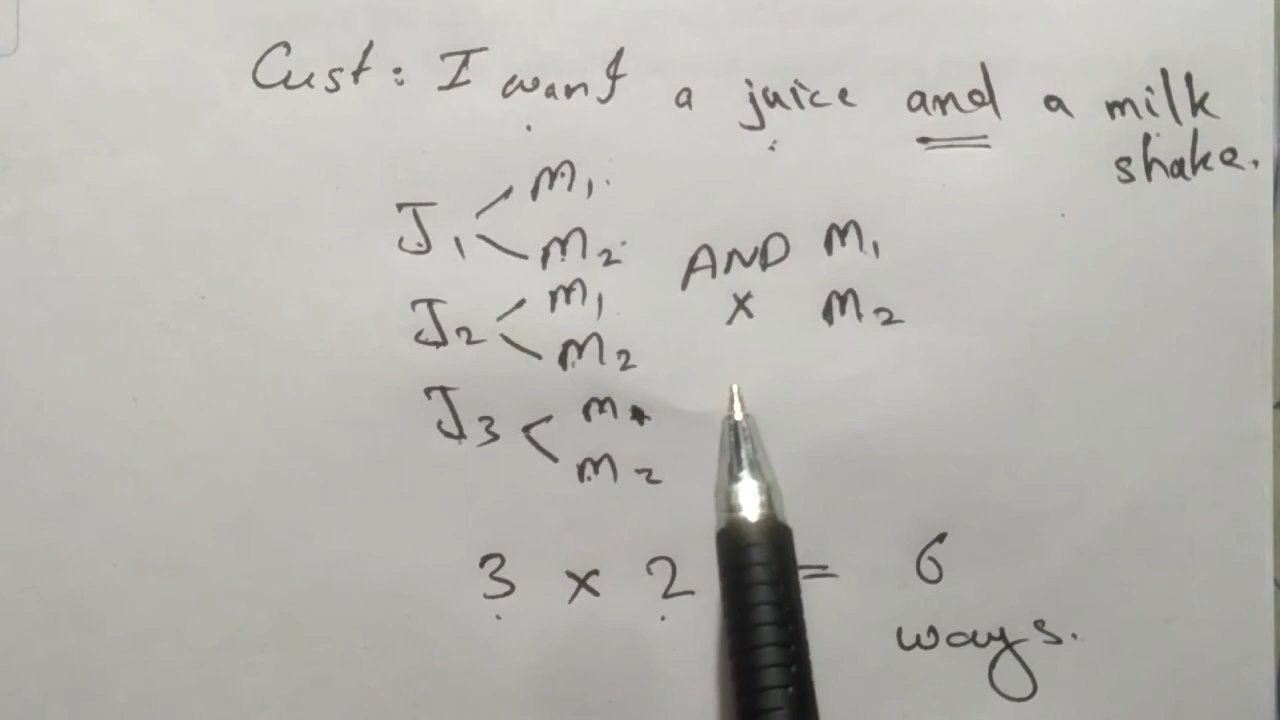 Cust: I want a juice and a milk
shake.
J1 m1
m2 AND m1
J2 m1 x m2
m2
J3 m
m2
3 x 2 = 6
ways.